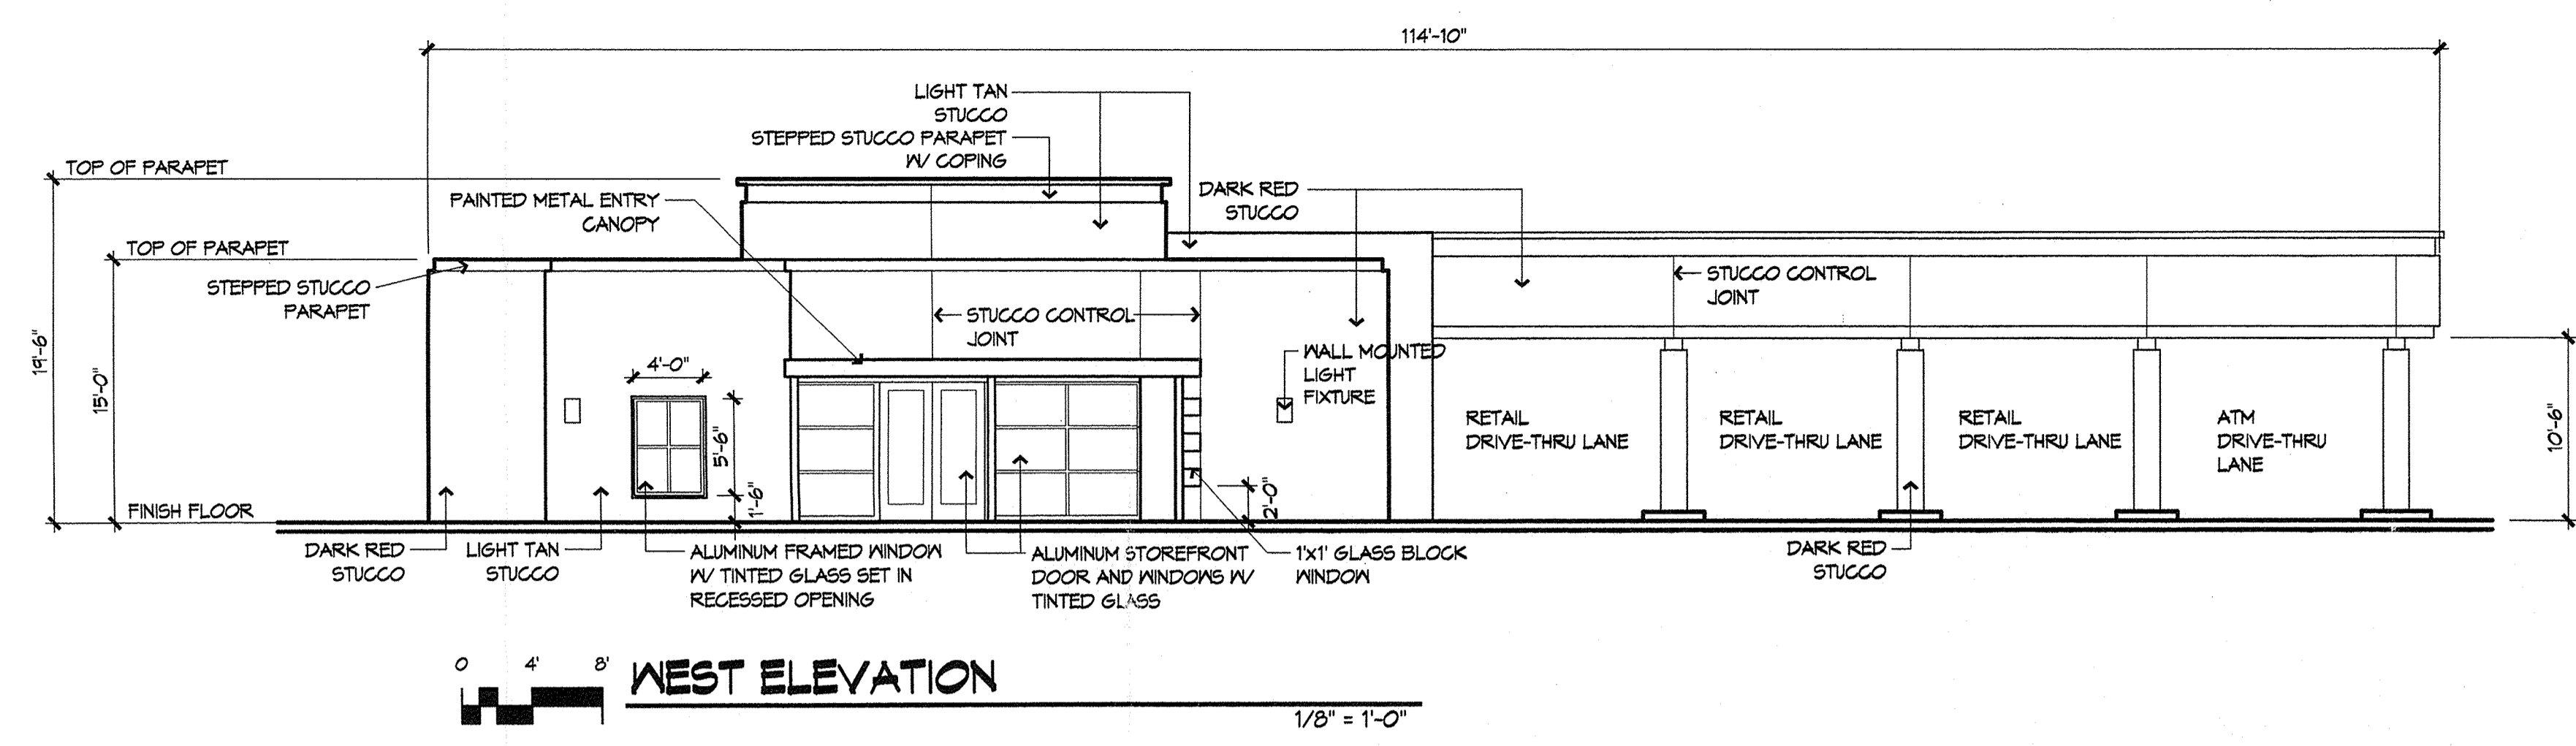 114'-10"
LIGHT TAN
STUCCO
STEPPED STUCCO PARAPET
W/ COPING
TOP OF PARAPET
PAINTED METAL ENTRY
CANOPY
DARK RED
STUCCO
TOP OF PARAPET
STEPPED STUCCO
PARAPET
STUCCO CONTROL
JOINT
STUCCO CONTROL
JOINT
19'-6"
15'-0"
4'-0"
5'-6"
1'-6"
2'-0"
WALL MOUNTED
LIGHT
FIXTURE
RETAIL
DRIVE-THRU LANE
RETAIL
DRIVE-THRU LANE
RETAIL
DRIVE-THRU LANE
ATM
DRIVE-THRU
LANE
10'-6"
FINISH FLOOR
DARK RED
STUCCO
LIGHT TAN
STUCCO
ALUMINUM FRAMED WINDOW
W/ TINTED GLASS SET IN
RECESSED OPENING
ALUMINUM STOREFRONT
DOOR AND WINDOWS W/
TINTED GLASS
1'x1' GLASS BLOCK
WINDOW
DARK RED
STUCCO
0 4' 8'
WEST ELEVATION
1/8" = 1'-0"